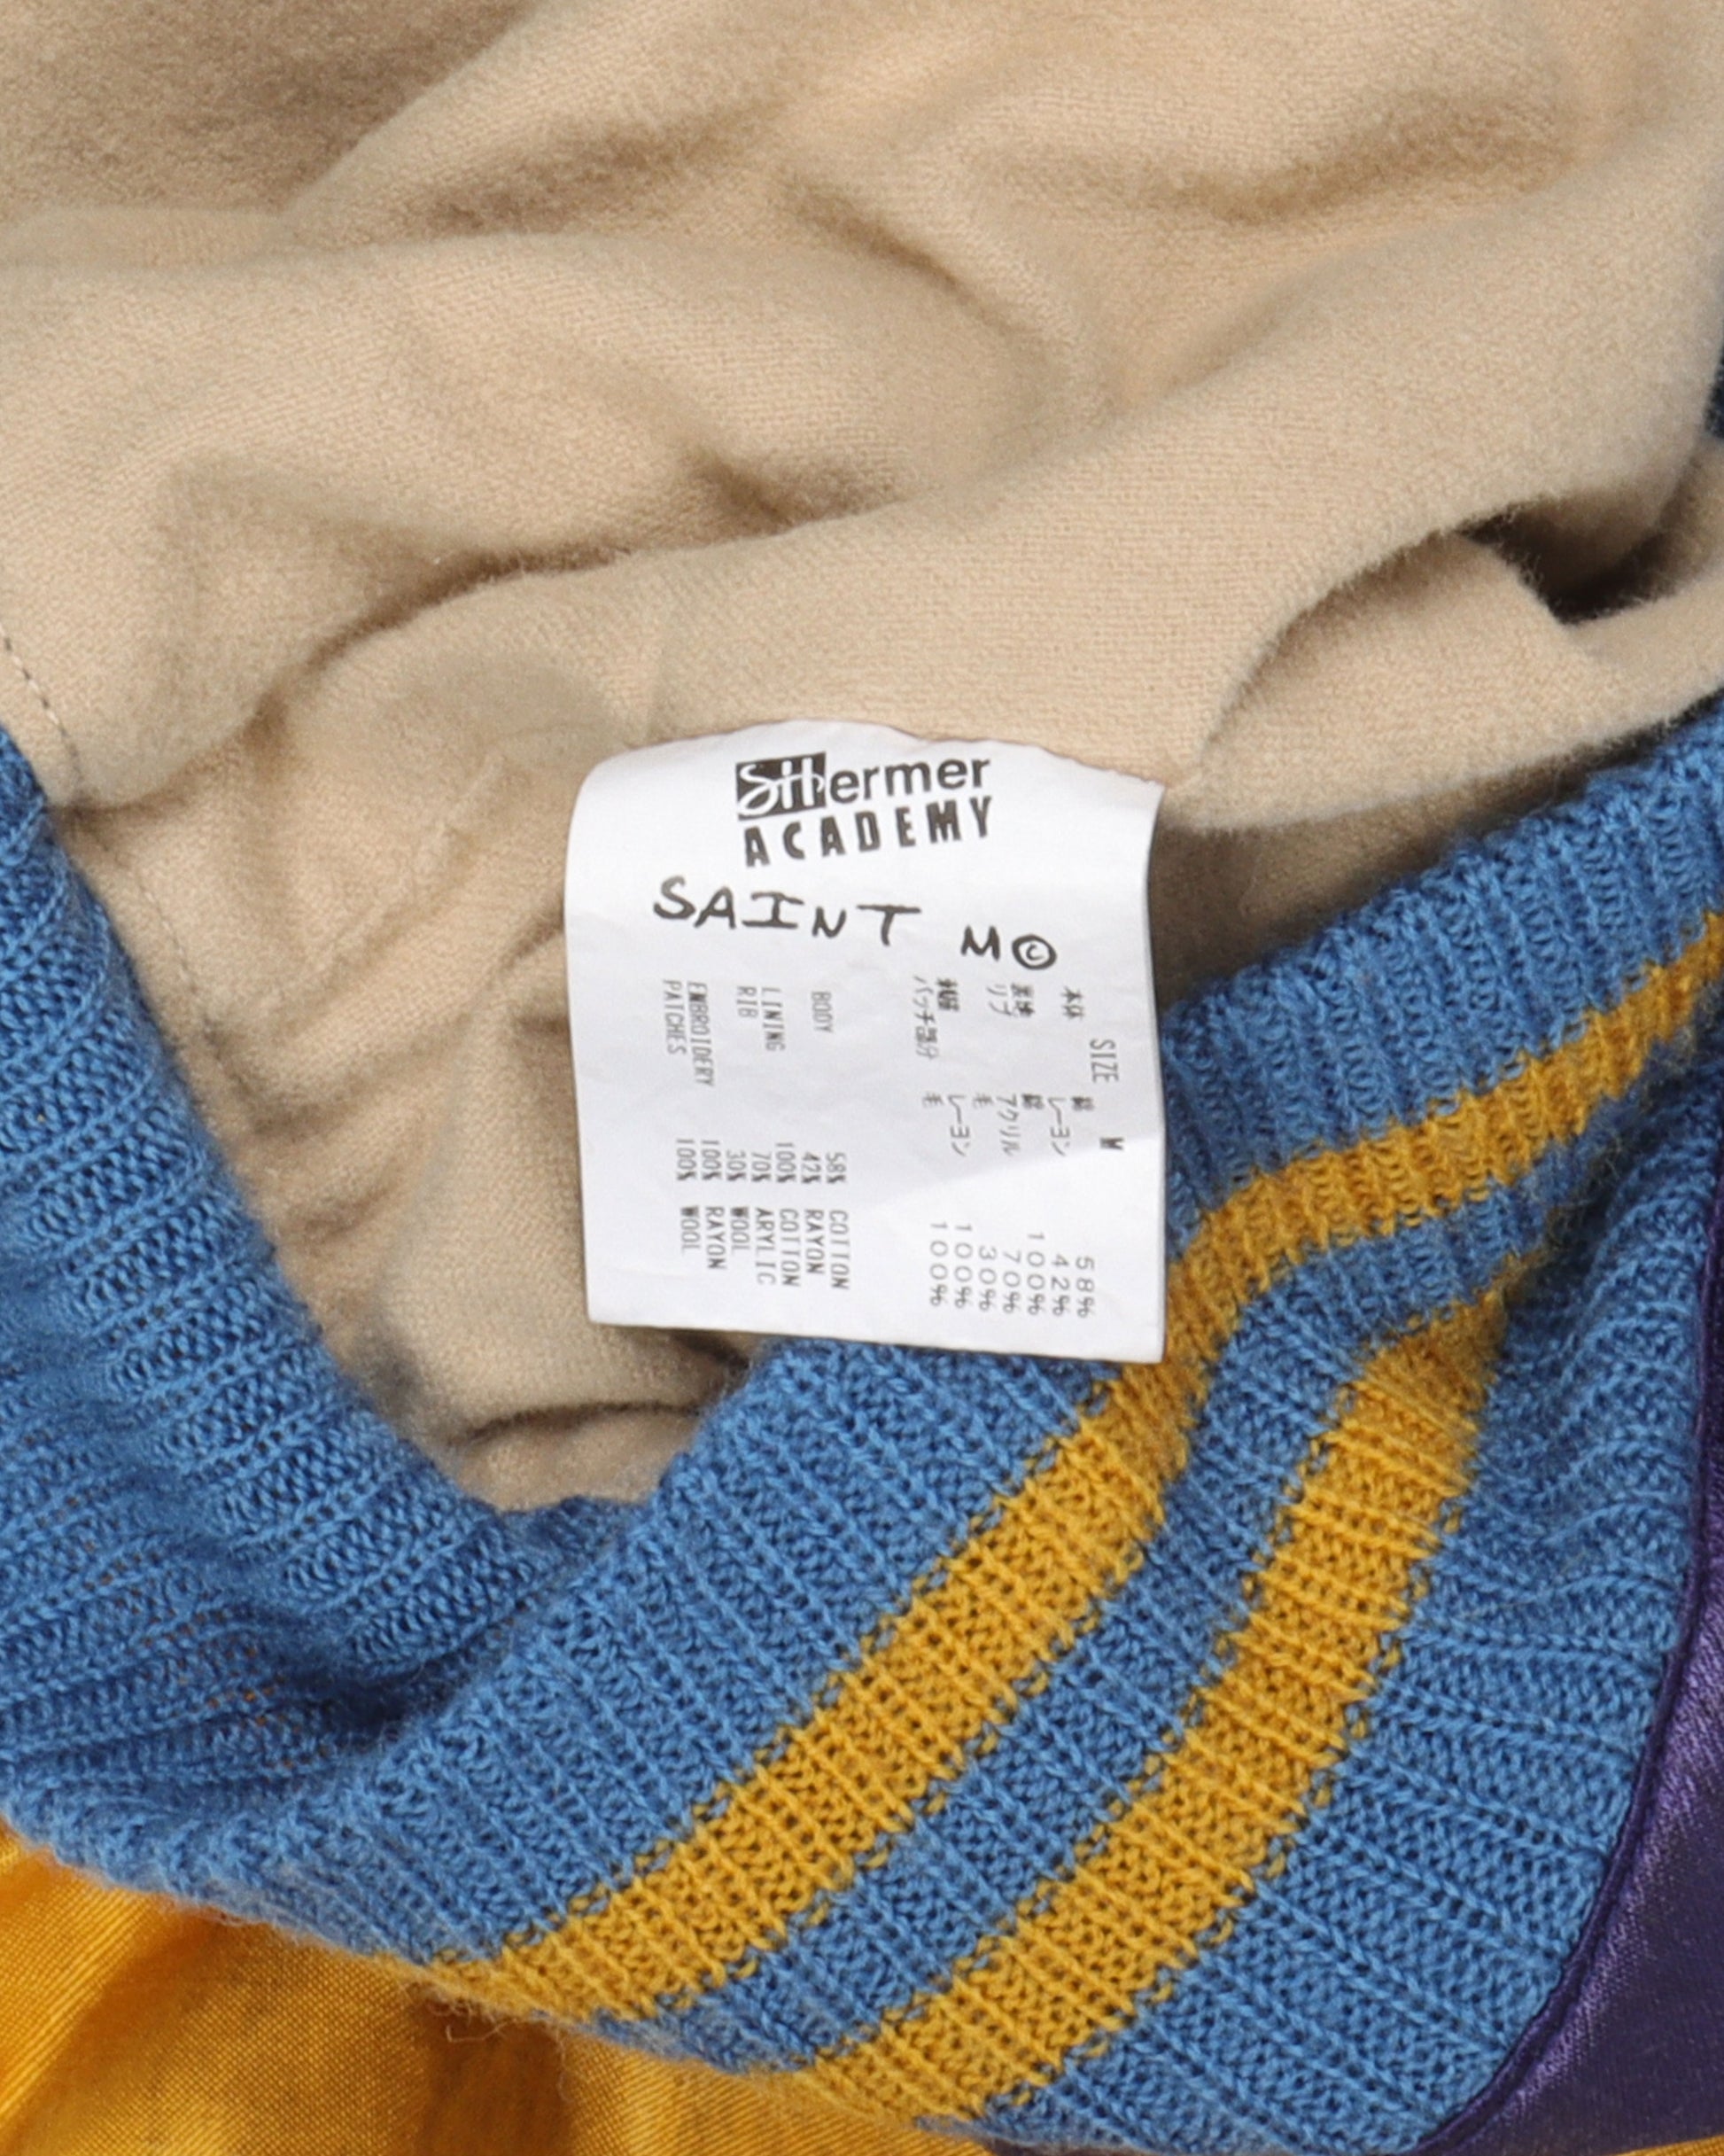 SHermer
ACADEMY
SAINT M©
SIZE M
本体 綿 58%
レーヨン 42%
裏地 綿 100%
リブ アクリル 70%
毛 30%
刺繍 レーヨン 100%
パッチ部分 毛 100%
BODY 58% COTTON
42% RAYON
LINING 100% COTTON
RIB 70% ARYLIC
30% WOOL
EMBROIDERY 100% RAYON
PATCHES 100% WOOL